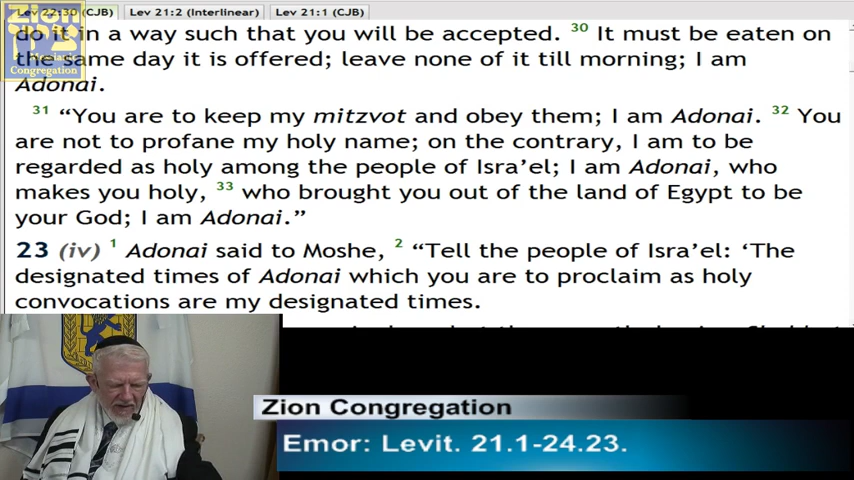 Lev 22:30 (CJB) Lev 21:2 (Interlinear) Lev 21:1 (CJB)
Zion
Messianic
Congregation
do it in a way such that you will be accepted. 30 It must be eaten on
the same day it is offered; leave none of it till morning; I am
Adonai.
31 “You are to keep my mitzvot and obey them; I am Adonai. 32 You
are not to profane my holy name; on the contrary, I am to be
regarded as holy among the people of Isra’el; I am Adonai, who
makes you holy, 33 who brought you out of the land of Egypt to be
your God; I am Adonai.”
23 (iv) 1 Adonai said to Moshe, 2 “Tell the people of Isra’el: ‘The
designated times of Adonai which you are to proclaim as holy
convocations are my designated times.
Zion Congregation
Emor: Levit. 21.1-24.23.